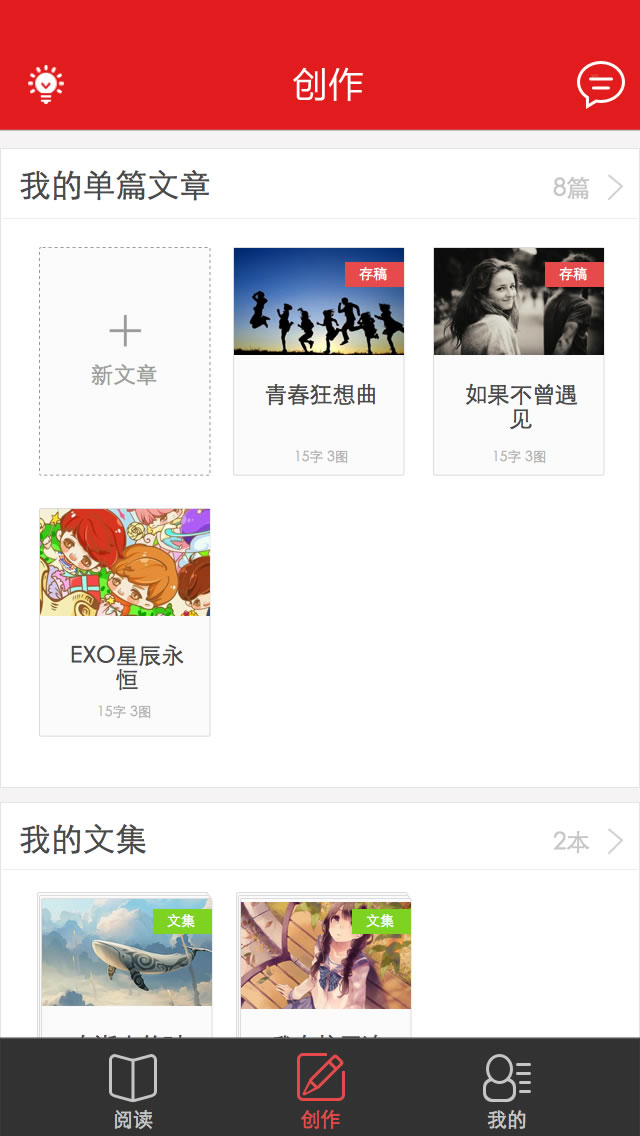 创作
我的单篇文章
8篇
新文章
存稿
青春狂想曲
15字 3图
存稿
如果不曾遇
见
15字 3图
EXO星辰永
恒
15字 3图
我的文集
2本
文集
文集
阅读
创作
我的